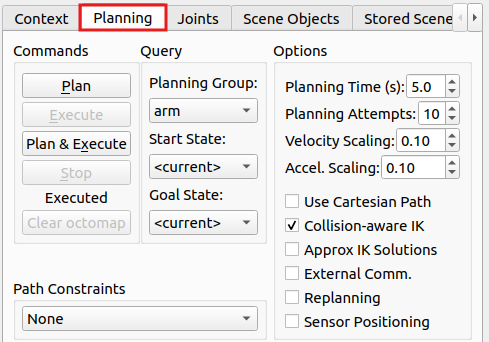 Context Planning Joints Scene Objects Stored Scene
Commands
Plan
Execute
Plan & Execute
Stop
Executed
Clear octomap
Query
Planning Group:
arm
Start State:
<current>
Goal State:
<current>
Options
Planning Time (s): 5.0
Planning Attempts: 10
Velocity Scaling: 0.10
Accel. Scaling: 0.10
Use Cartesian Path
Collision-aware IK
Approx IK Solutions
External Comm.
Replanning
Sensor Positioning
Path Constraints
None